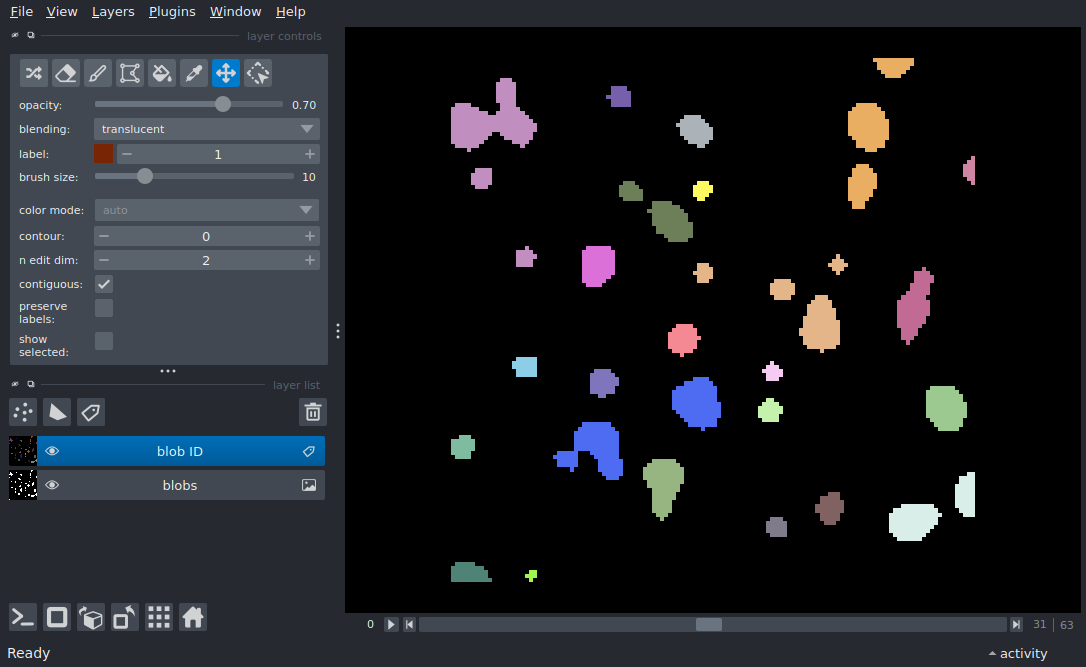 File View Layers Plugins Window Help
layer controls
opacity: 0.70
blending: translucent
label: 1
brush size: 10
color mode: auto
contour: 0
n edit dim: 2
contiguous:
preserve
labels:
show
selected:
layer list
blob ID
blobs
0 31 63
Ready activity